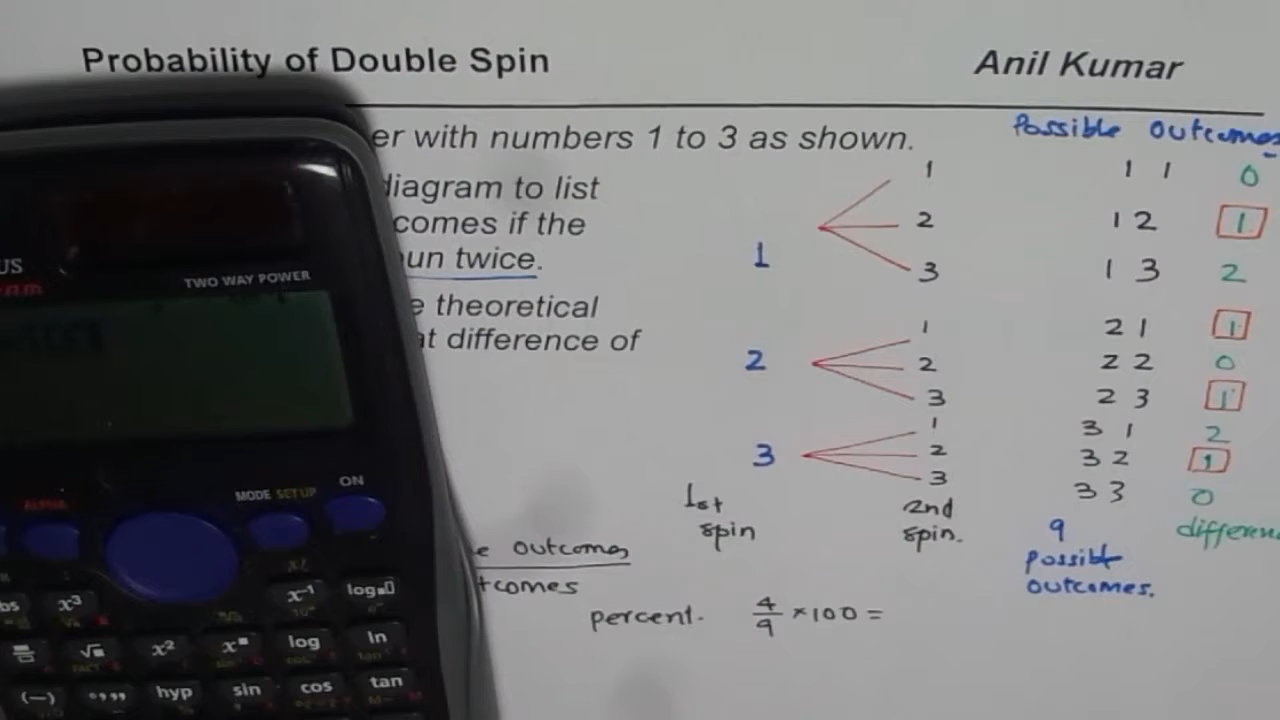 Probability of Double Spin
Anil Kumar
er with numbers 1 to 3 as shown.
diagram to list
comes if the
un twice.
e theoretical
at difference of
Possible Outcomes
1 1 1 0
2 1 2 1
1
3 1 3 2
1 2 1 1
2 2 2 2 0
3 2 3 1
1 3 1 2
3 2 3 2 1
3 3 3 0
1st spin
2nd spin.
9 possible outcomes.
differen
e outcomes
tcomes
percent. 4/9 × 100 =
US
TWO WAY POWER
ALPHA
MODE SETUP ON
bs x³ x⁻¹ log
√ x² x log ln
(−) hyp sin cos tan